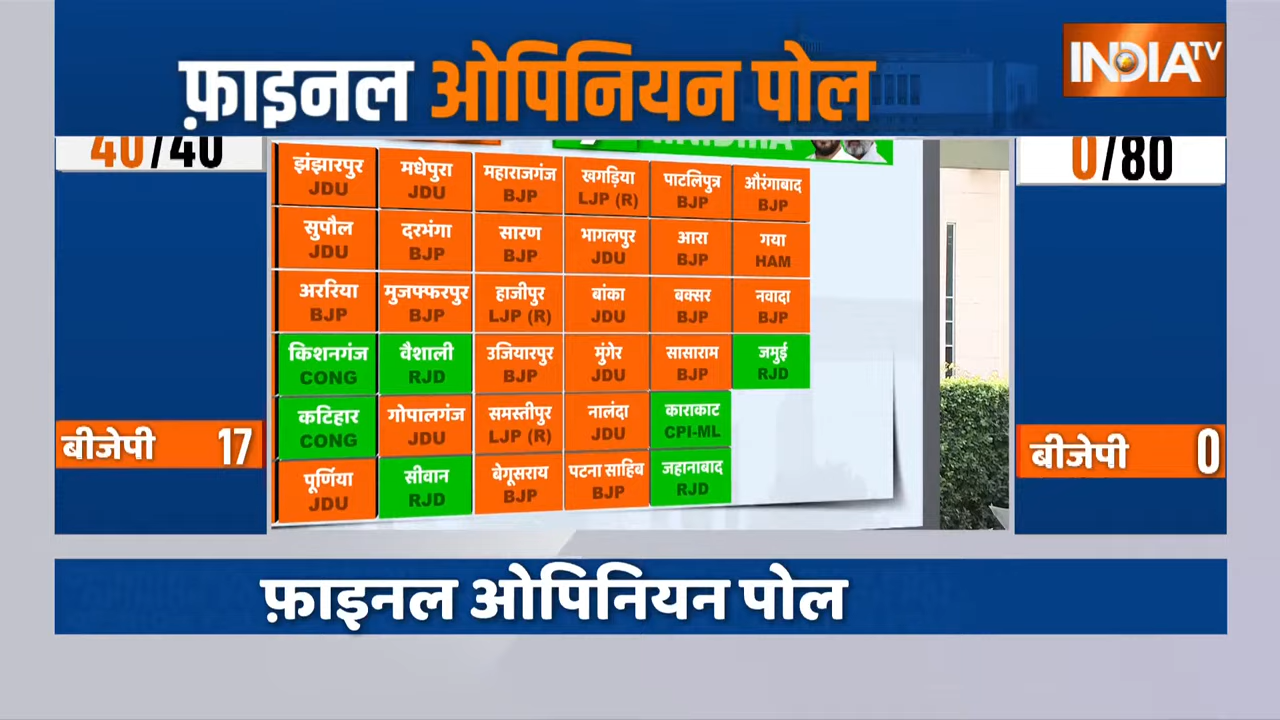 फ़ाइनल ओपिनियन पोल
INDIA TV
40/40
0/80
झंझारपुर
JDU
मधेपुरा
JDU
महाराजगंज
BJP
खगड़िया
LJP (R)
पाटलिपुत्र
BJP
औरंगाबाद
BJP
सुपौल
JDU
दरभंगा
BJP
सारण
BJP
भागलपुर
JDU
आरा
BJP
गया
HAM
अररिया
BJP
मुजफ्फरपुर
BJP
हाजीपुर
LJP (R)
बांका
JDU
बक्सर
BJP
नवादा
BJP
किशनगंज
CONG
वैशाली
RJD
उजियारपुर
BJP
मुंगेर
JDU
सासाराम
BJP
जमुई
RJD
कटिहार
CONG
गोपालगंज
JDU
समस्तीपुर
LJP (R)
नालंदा
JDU
काराकाट
CPI-ML
पूर्णिया
JDU
सीवान
RJD
बेगूसराय
BJP
पटना साहिब
BJP
जहानाबाद
RJD
बीजेपी 17
बीजेपी 0
फ़ाइनल ओपिनियन पोल